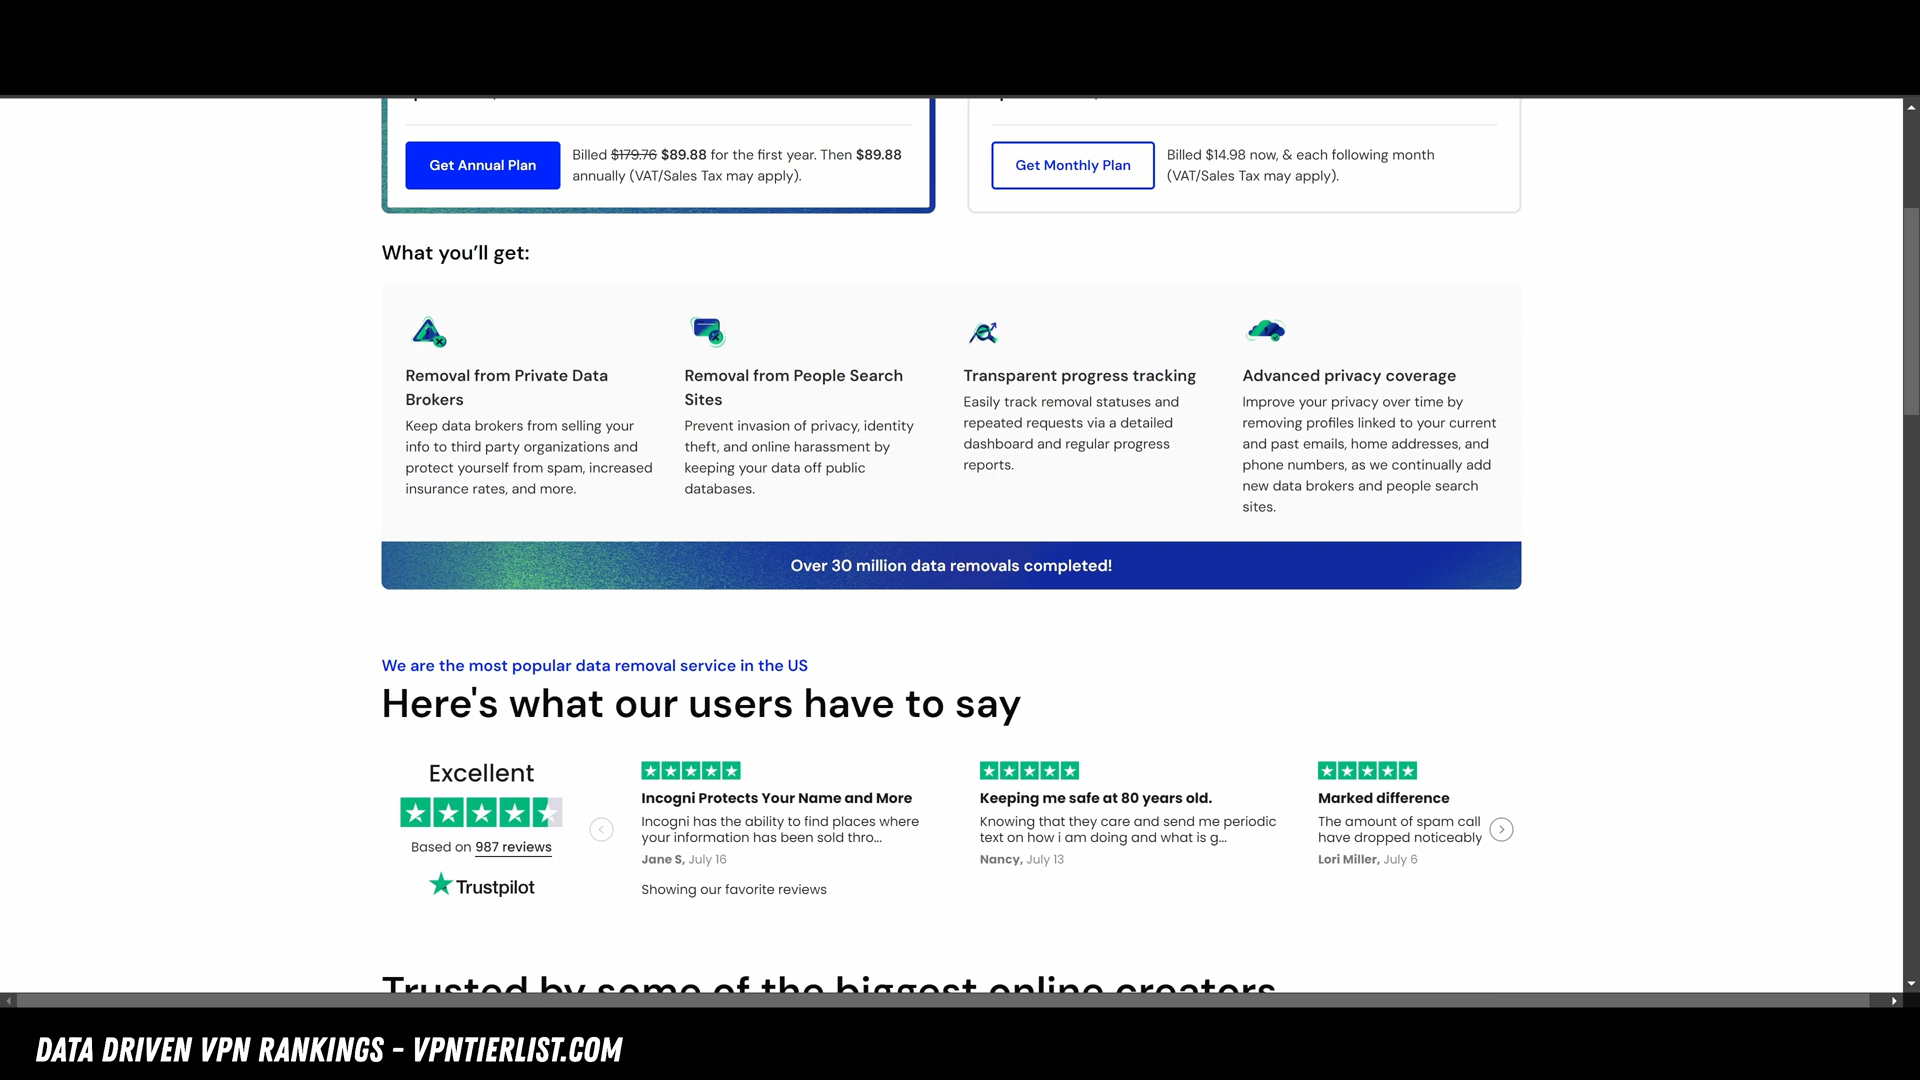 Get Annual Plan
Billed $179.76 $89.88 for the first year. Then $89.88
annually (VAT/Sales Tax may apply).
Get Monthly Plan
Billed $14.98 now, & each following month
(VAT/Sales Tax may apply).
What you’ll get:
Removal from Private Data
Brokers
Keep data brokers from selling your
info to third party organizations and
protect yourself from spam, increased
insurance rates, and more.
Removal from People Search
Sites
Prevent invasion of privacy, identity
theft, and online harassment by
keeping your data off public
databases.
Transparent progress tracking
Easily track removal statuses and
repeated requests via a detailed
dashboard and regular progress
reports.
Advanced privacy coverage
Improve your privacy over time by
removing profiles linked to your current
and past emails, home addresses, and
phone numbers, as we continually add
new data brokers and people search
sites.
Over 30 million data removals completed!
We are the most popular data removal service in the US
Here's what our users have to say
Excellent
Based on 987 reviews
Trustpilot
Incogni Protects Your Name and More
Incogni has the ability to find places where
your information has been sold thro...
Jane S, July 16
Showing our favorite reviews
Keeping me safe at 80 years old.
Knowing that they care and send me periodic
text on how i am doing and what is g...
Nancy, July 13
Marked difference
The amount of spam call
have dropped noticeably
Lori Miller, July 6
Trusted by some of the biggest online creators
DATA DRIVEN VPN RANKINGS - VPNTIERLIST.COM